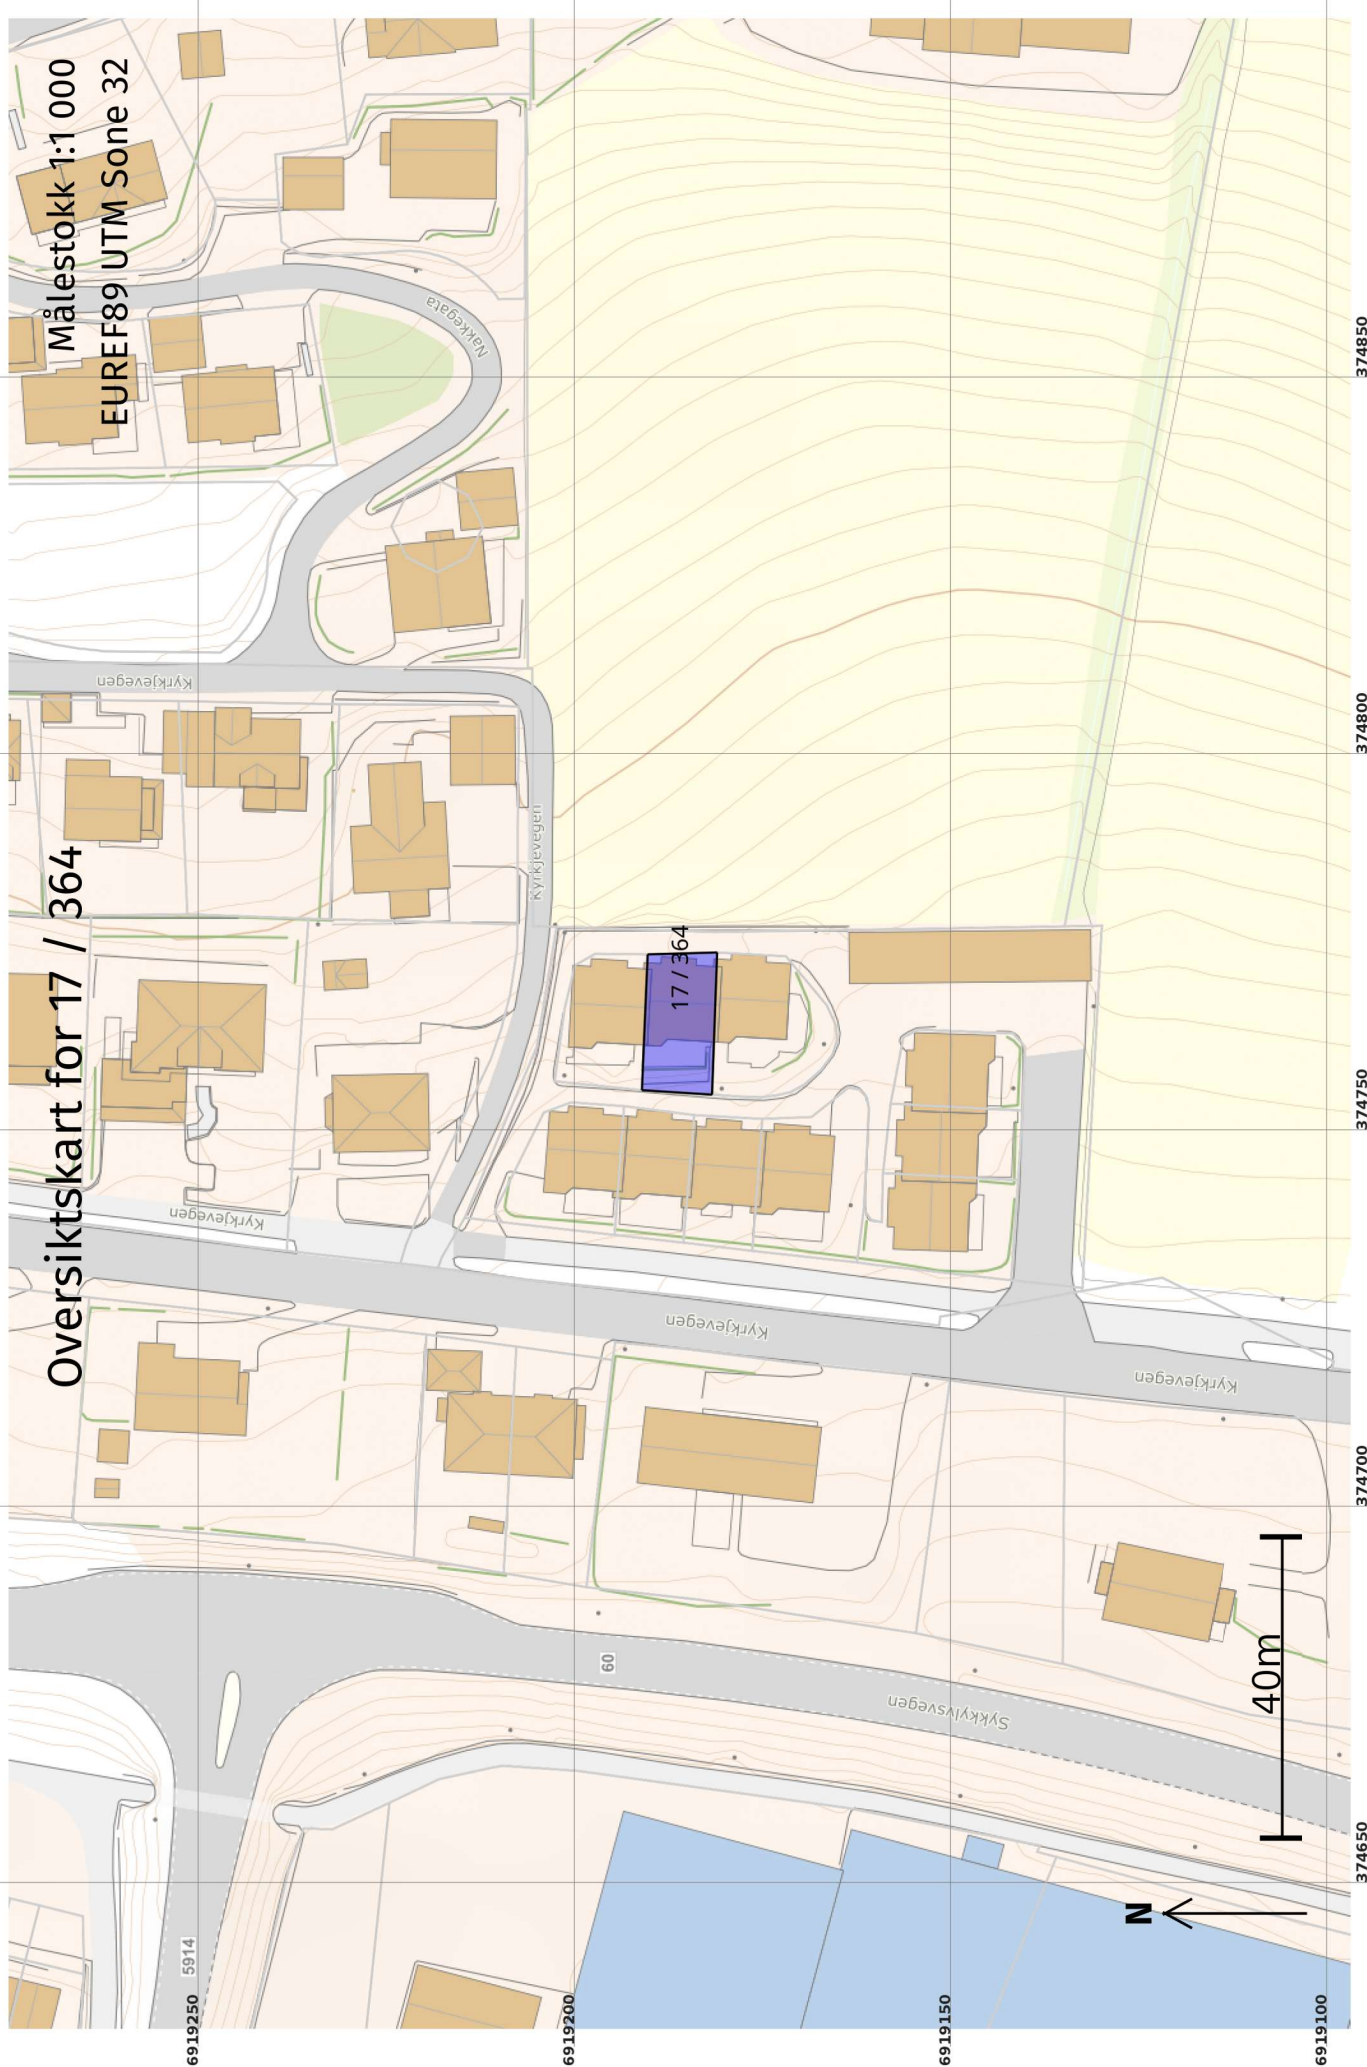 Oversiktskart for 17 / 364
Målestokk 1:1 000
EUREF89 UTM Sone 32
Kyrkjevegen
Kyrkjevegen
Kyrkjevegen
Kyrkjevegen
Kyrkjevegen
Nakkegata
Sykkylvsvegen
60
5914
17 / 364
40m
N
6919250
6919200
6919150
6919100
374650
374700
374750
374800
374850